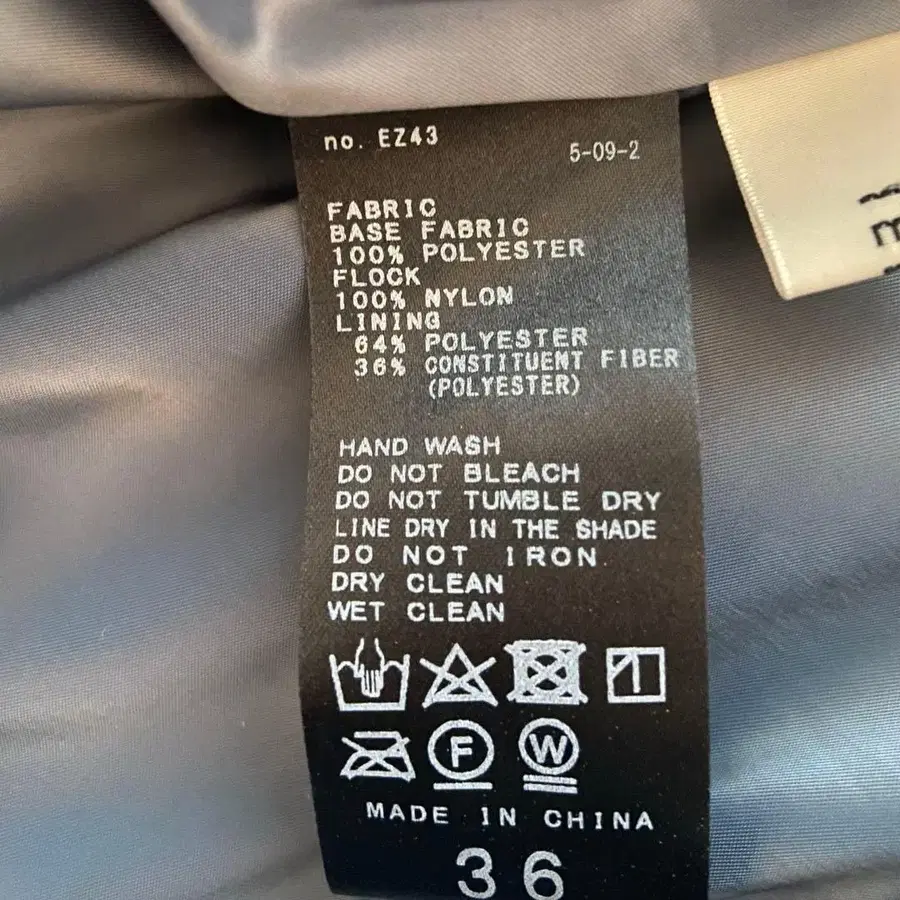 no. EZ43
5-09-2
FABRIC
BASE FABRIC
100% POLYESTER
FLOCK
100% NYLON
LINING
64% POLYESTER
36% CONSTITUENT FIBER
(POLYESTER)
HAND WASH
DO NOT BLEACH
DO NOT TUMBLE DRY
LINE DRY IN THE SHADE
DO NOT IRON
DRY CLEAN
WET CLEAN
F W
MADE IN CHINA
36